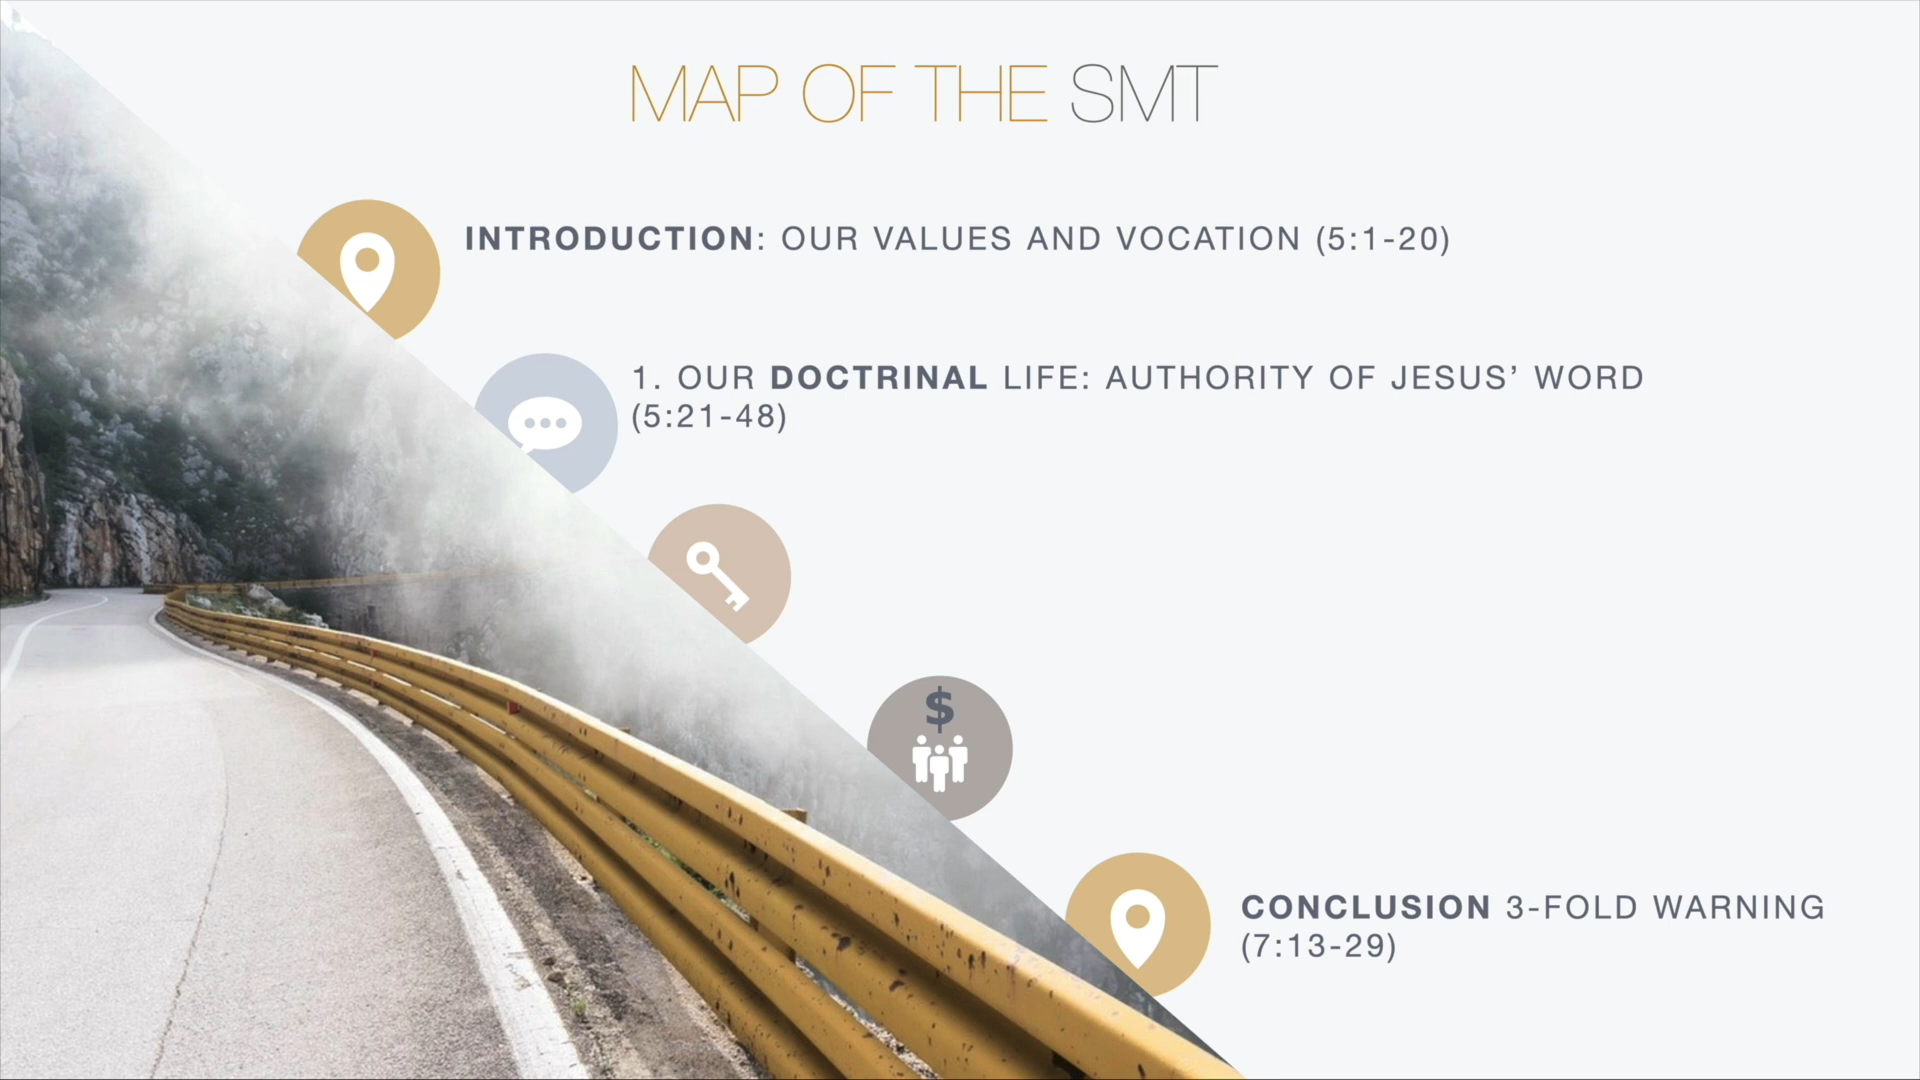 MAP OF THE SMT
INTRODUCTION: OUR VALUES AND VOCATION (5:1-20)
1. OUR DOCTRINAL LIFE: AUTHORITY OF JESUS’ WORD
(5:21-48)
$
CONCLUSION 3-FOLD WARNING
(7:13-29)